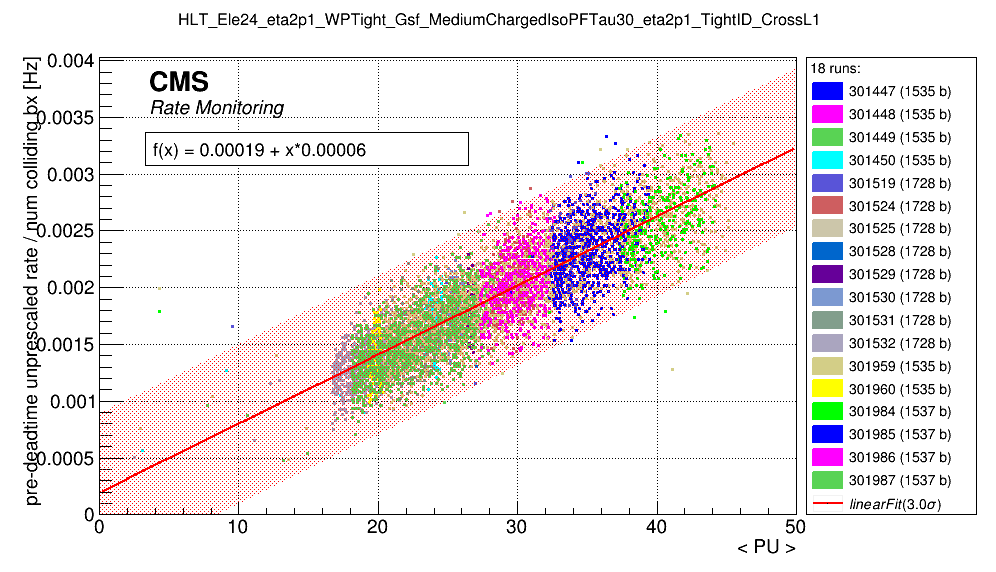 HLT_Ele24_eta2p1_WPTight_Gsf_MediumChargedIsoPFTau30_eta2p1_TightID_CrossL1
pre-deadtime unprescaled rate / num colliding bx [Hz]
0.004
0.0035
0.003
0.0025
0.002
0.0015
0.001
0.0005
0
CMS
Rate Monitoring
f(x) = 0.00019 + x*0.00006
0 10 20 30 40 50
< PU >
18 runs:
301447 (1535 b)
301448 (1535 b)
301449 (1535 b)
301450 (1535 b)
301519 (1728 b)
301524 (1728 b)
301525 (1728 b)
301528 (1728 b)
301529 (1728 b)
301530 (1728 b)
301531 (1728 b)
301532 (1728 b)
301959 (1535 b)
301960 (1535 b)
301984 (1537 b)
301985 (1537 b)
301986 (1537 b)
301987 (1537 b)
linearFit(3.0σ)